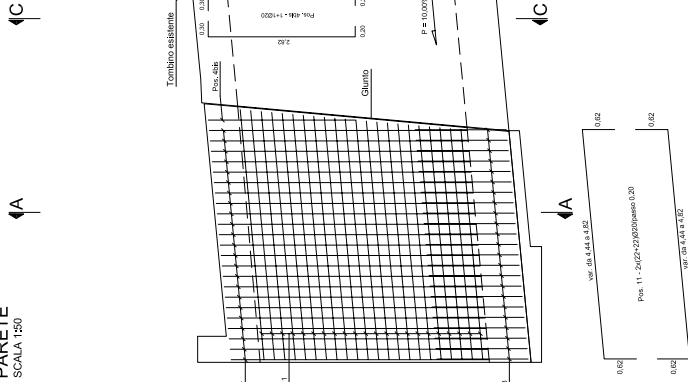 C
C
Tombino esistente
0,30
0,30
Pos. 4bis - 1+1Ø20
2,62
0,20
P = 10,00%
Pos. 4bis
Giunto
A
A
PARETE
SCALA 1:50
1
0,62
0,62
var. da 4,44 a 4,82
Pos. 11 - 2x(22+22)Ø20/passo 0,20
var. da 4,44 a 4,82
0,62
0,62